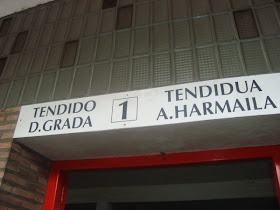 TENDIDO
D.GRADA
1
TENDIDUA
A.HARMAILA